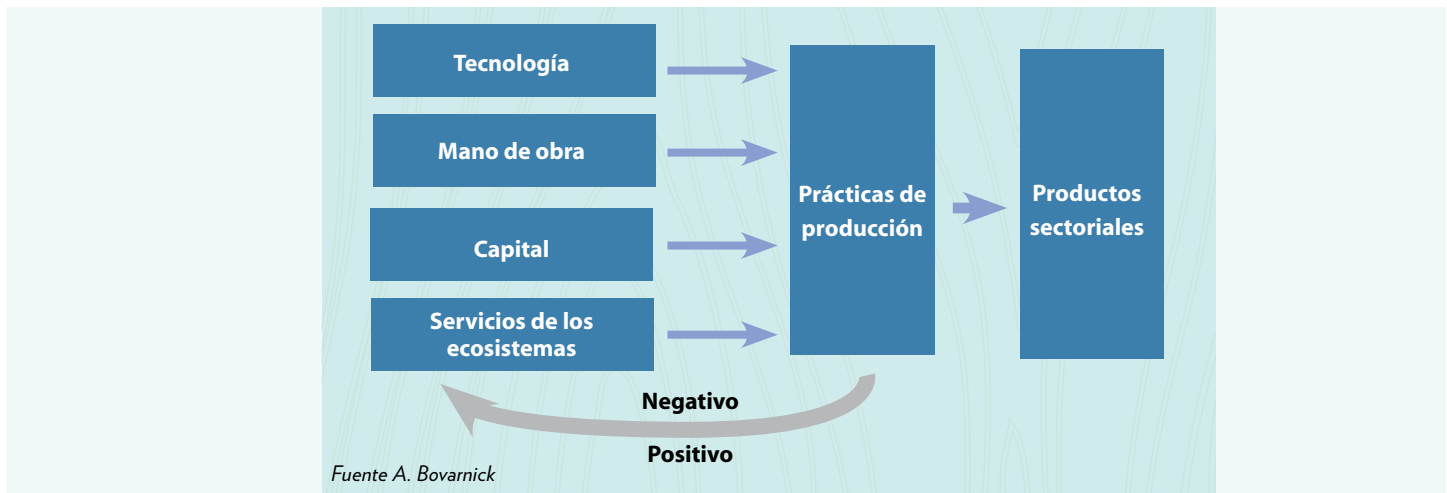 Tecnología
Mano de obra
Capital
Servicios de los
ecosistemas
Prácticas de
producción
Productos
sectoriales
Negativo
Positivo
Fuente A. Bovarnick